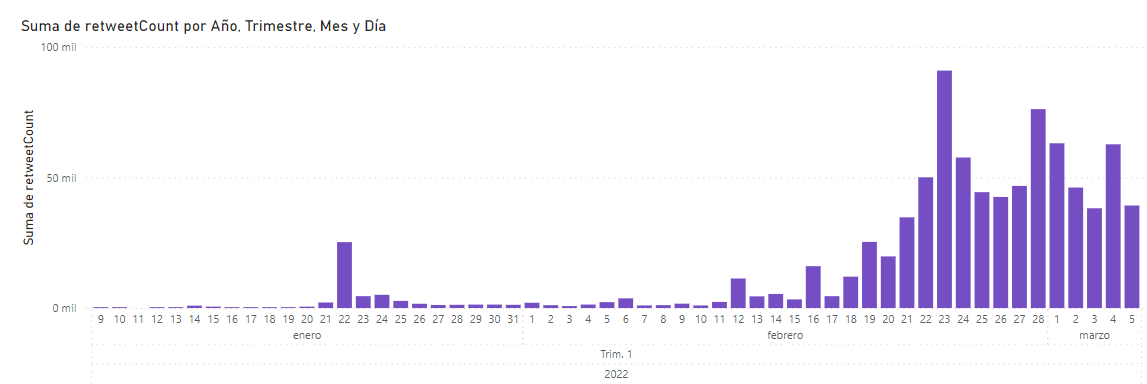 Suma de retweetCount por Año, Trimestre, Mes y Día
100 mil
50 mil
0 mil
Suma de retweetCount
9 10 11 12 13 14 15 16 17 18 19 20 21 22 23 24 25 26 27 28 29 30 31 1 2 3 4 5 6 7 8 9 10 11 12 13 14 15 16 17 18 19 20 21 22 23 24 25 26 27 28 1 2 3 4 5
enero febrero marzo
Trim. 1
2022